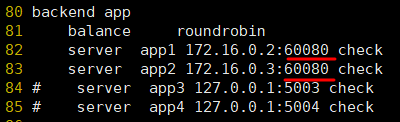 80 backend app
81     balance     roundrobin
82     server  app1 172.16.0.2:60080 check
83     server  app2 172.16.0.3:60080 check
84 #    server  app3 127.0.0.1:5003 check
85 #    server  app4 127.0.0.1:5004 check